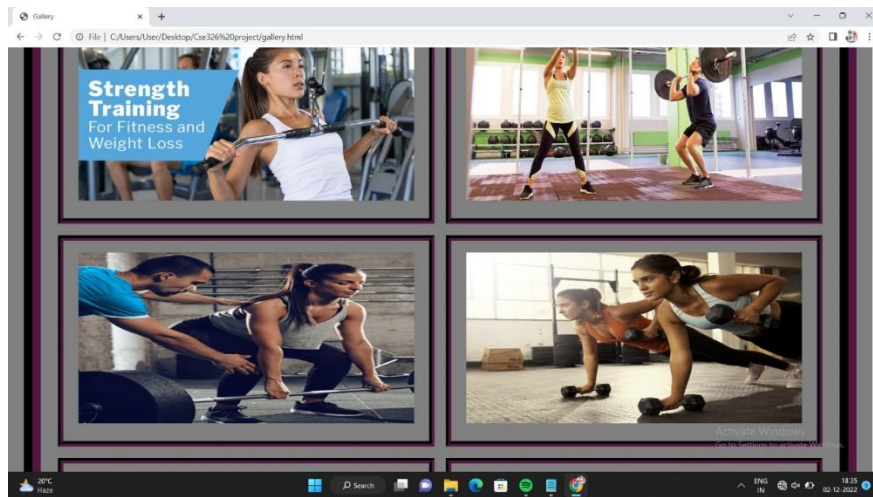 Gallery
File | C:/Users/User/Desktop/Cse326%20project/gallery.html
Strength
Training
For Fitness and
Weight Loss
Activate Windows
Go to Settings to activate Windows.
20°C
Haze
Search
ENG
IN
18:35
02-12-2022